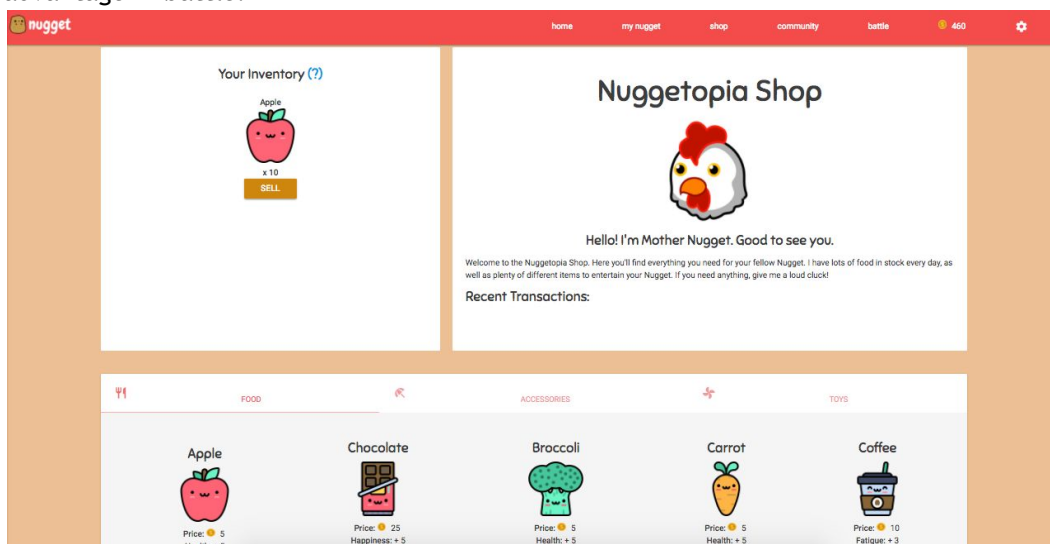 nugget
home my nugget shop community battle 460
Your Inventory (?)
Apple
x 10
SELL
Nuggetopia Shop
Hello! I'm Mother Nugget. Good to see you.
Welcome to the Nuggetopia Shop. Here you'll find everything you need for your fellow Nugget. I have lots of food in stock every day, as
well as plenty of different items to entertain your Nugget. If you need anything, give me a loud cluck!
Recent Transactions:
FOOD ACCESSORIES TOYS
Apple Chocolate Broccoli Carrot Coffee
Price: 5 Price: 25 Price: 5 Price: 5 Price: 10
Happiness: + 5 Health: + 5 Health: + 5 Fatigue: + 3